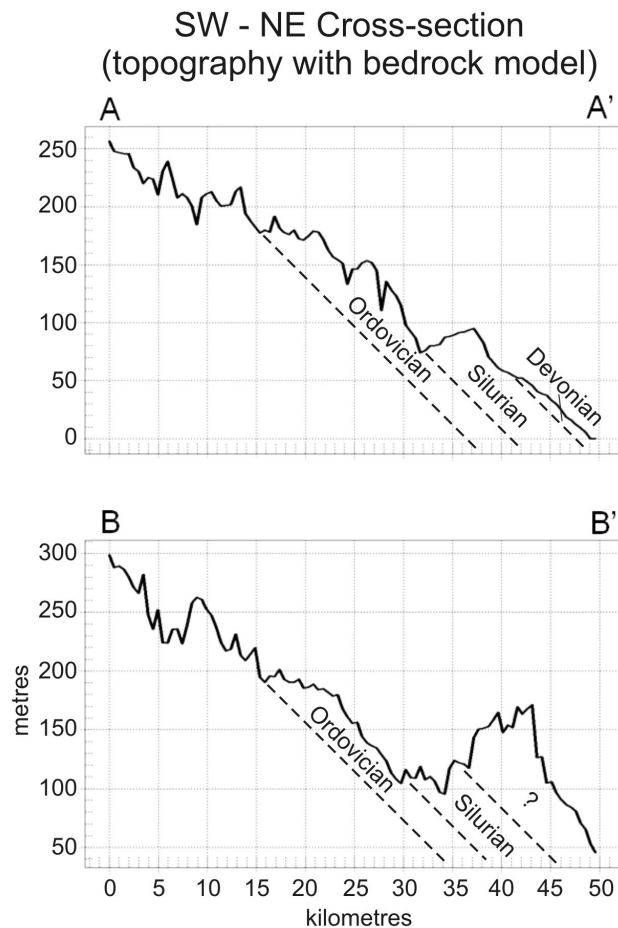 SW - NE Cross-section
(topography with bedrock model)
A
A’
250
200
150
100
50
0
Ordovician
Silurian
Devonian
B
B’
300
250
200
150
100
50
metres
Ordovician
Silurian
?
0 5 10 15 20 25 30 35 40 45 50
kilometres